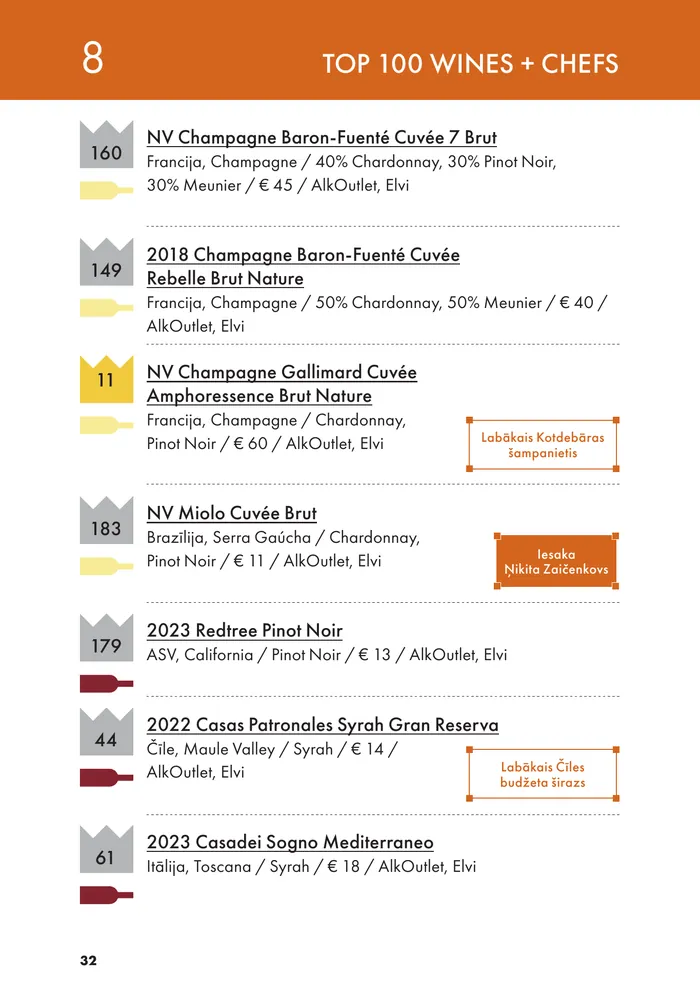 8
TOP 100 WINES + CHEFS
160
NV Champagne Baron-Fuenté Cuvée 7 Brut
Francija, Champagne / 40% Chardonnay, 30% Pinot Noir,
30% Meunier / € 45 / AlkOutlet, Elvi
149
2018 Champagne Baron-Fuenté Cuvée
Rebelle Brut Nature
Francija, Champagne / 50% Chardonnay, 50% Meunier / € 40 /
AlkOutlet, Elvi
11
NV Champagne Gallimard Cuvée
Amphoressence Brut Nature
Francija, Champagne / Chardonnay,
Pinot Noir / € 60 / AlkOutlet, Elvi
Labākais Kotdebāras
šampanietis
183
NV Miolo Cuvée Brut
Brazīlija, Serra Gaúcha / Chardonnay,
Pinot Noir / € 11 / AlkOutlet, Elvi
Iesaka
Ņikita Zaičenkovs
179
2023 Redtree Pinot Noir
ASV, California / Pinot Noir / € 13 / AlkOutlet, Elvi
44
2022 Casas Patronales Syrah Gran Reserva
Čīle, Maule Valley / Syrah / € 14 /
AlkOutlet, Elvi
Labākais Čīles
budžeta širazs
61
2023 Casadei Sogno Mediterraneo
Itālija, Toscana / Syrah / € 18 / AlkOutlet, Elvi
32